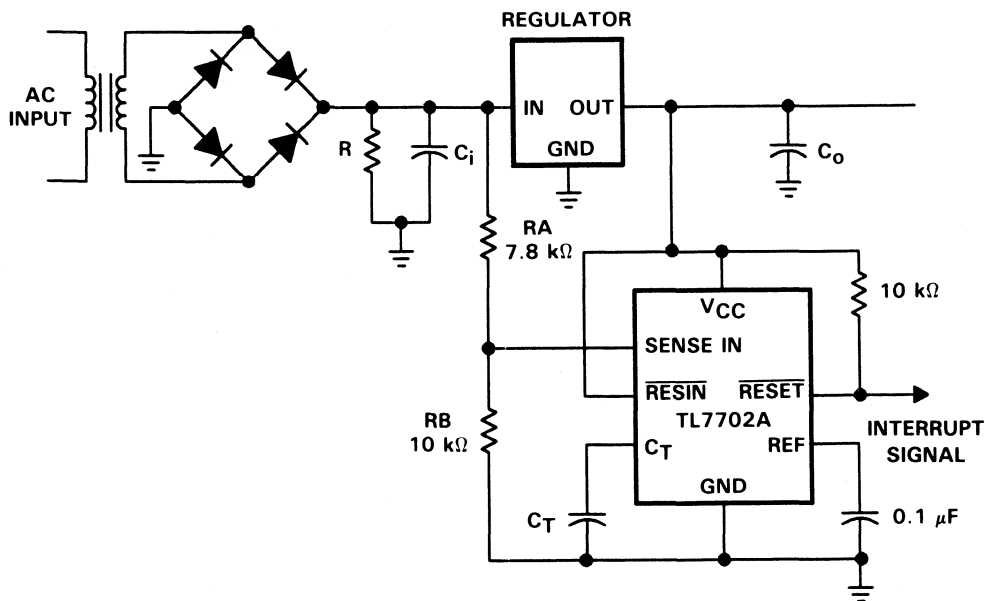 REGULATOR
AC
INPUT
IN
OUT
GND
R
Ci
Co
RA
7.8 kΩ
VCC
10 kΩ
SENSE IN
RESIN
RESET
TL7702A
RB
10 kΩ
INTERRUPT
SIGNAL
CT
REF
GND
CT
0.1 μF